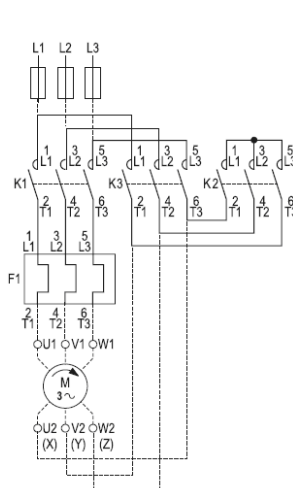 L1 L2 L3
1 3 5 1 3 5 1 3 5
L1 L2 L3 L1 L2 L3 L1 L2 L3
K1 K3 K2
2 4 6 2 4 6 2 4 6
T1 T2 T3 T1 T2 T3 T1 T2
1 3 5
L1 L2 L3
F1
2 4 6
T1 T2 T3
U1 V1 W1
M
3~
U2 V2 W2
(X) (Y) (Z)